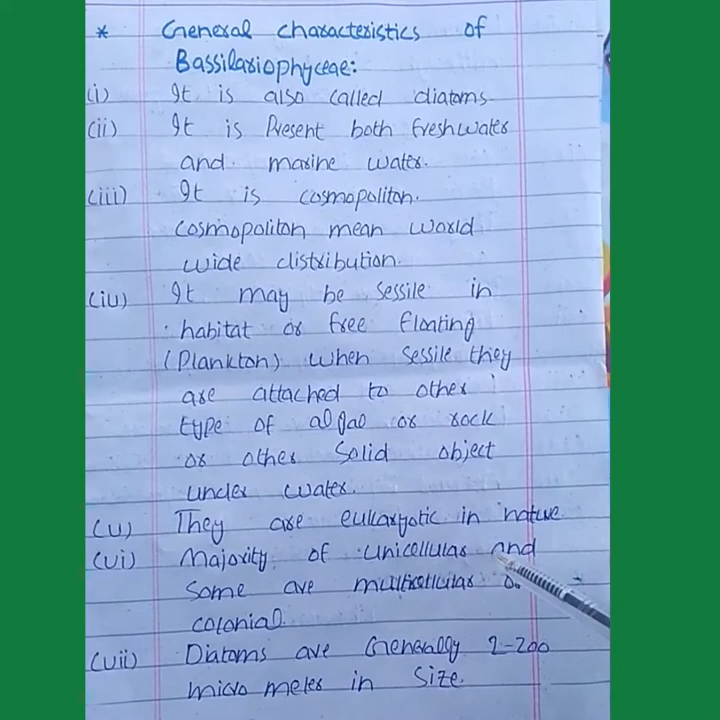 * General characteristics of
Bassilariophyceae:
(i) It is also called diatoms.
(ii) It is Present both freshwater
and marine water.
(iii) It is cosmopoliton.
cosmopoliton mean world
wide distribution.
(iv) It may be sessile in
habitat or free floating
(Plankton) when sessile they
are attached to other
type of algal or rock
or other solid object
under water.
(v) They are eukaryotic in nature
(vi) Majority of unicellular and
some are multicellular
colonial.
(vii) Diatoms are Generally 2-200
micro meter in size.